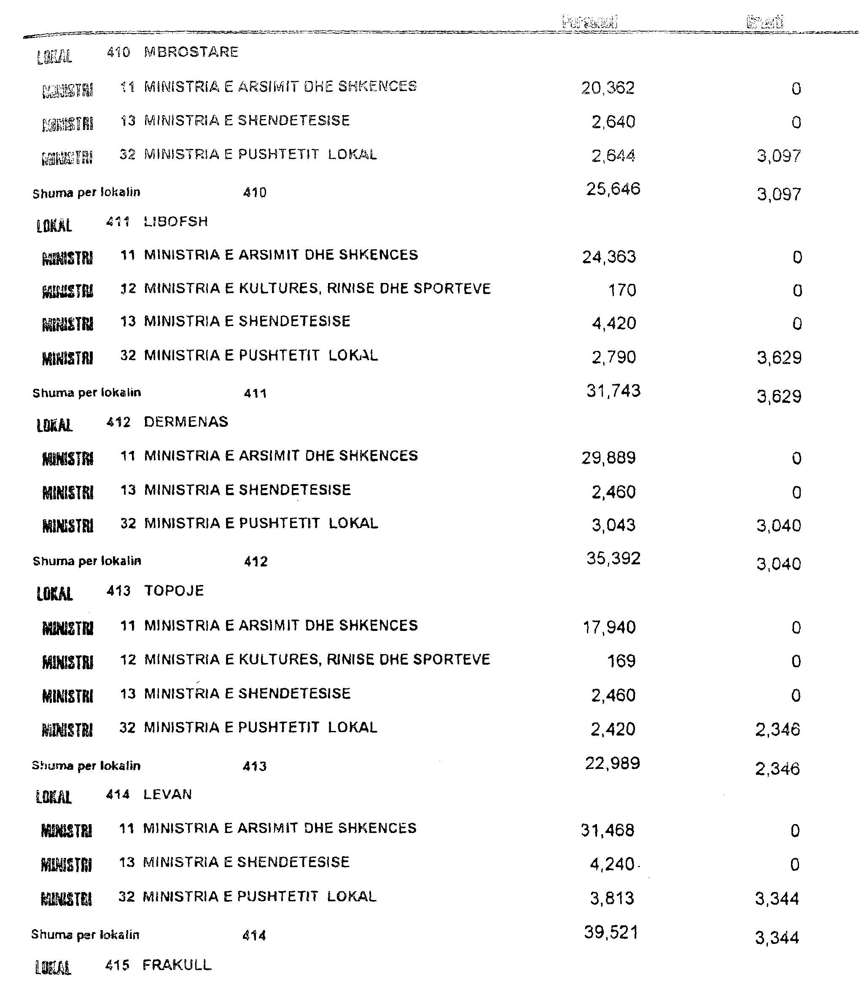 Personeli
LOKAL 410 MBROSTARE
MINISTRI 11 MINISTRIA E ARSIMIT DHE SHKENCES 20,362 0
MINISTRI 13 MINISTRIA E SHENDETESISE 2,640 0
MINISTRI 32 MINISTRIA E PUSHTETIT LOKAL 2,644 3,097
Shuma per lokalin 410 25,646 3,097
LOKAL 411 LIBOFSH
MINISTRI 11 MINISTRIA E ARSIMIT DHE SHKENCES 24,363 0
MINISTRI 12 MINISTRIA E KULTURES, RINISE DHE SPORTEVE 170 0
MINISTRI 13 MINISTRIA E SHENDETESISE 4,420 0
MINISTRI 32 MINISTRIA E PUSHTETIT LOKAL 2,790 3,629
Shuma per lokalin 411 31,743 3,629
LOKAL 412 DERMENAS
MINISTRI 11 MINISTRIA E ARSIMIT DHE SHKENCES 29,889 0
MINISTRI 13 MINISTRIA E SHENDETESISE 2,460 0
MINISTRI 32 MINISTRIA E PUSHTETIT LOKAL 3,043 3,040
Shuma per lokalin 412 35,392 3,040
LOKAL 413 TOPOJE
MINISTRI 11 MINISTRIA E ARSIMIT DHE SHKENCES 17,940 0
MINISTRI 12 MINISTRIA E KULTURES, RINISE DHE SPORTEVE 169 0
MINISTRI 13 MINISTRIA E SHENDETESISE 2,460 0
MINISTRI 32 MINISTRIA E PUSHTETIT LOKAL 2,420 2,346
Shuma per lokalin 413 22,989 2,346
LOKAL 414 LEVAN
MINISTRI 11 MINISTRIA E ARSIMIT DHE SHKENCES 31,468 0
MINISTRI 13 MINISTRIA E SHENDETESISE 4,240 0
MINISTRI 32 MINISTRIA E PUSHTETIT LOKAL 3,813 3,344
Shuma per lokalin 414 39,521 3,344
LOKAL 415 FRAKULL